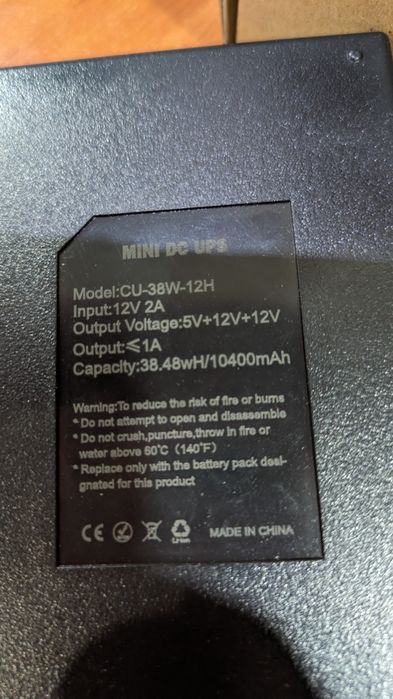 MINI DC UPS
Model:CU-38W-12H
Input:12V 2A
Output Voltage:5V+12V+12V
Output:≤1A
Capacity:38.48wH/10400mAh
Warning:To reduce the risk of fire or burns
* Do not attempt to open and disassemble
* Do not crush,puncture,throw in fire or
water above 60°C (140°F)
* Replace only with the battery pack desi-
gnated for this product
CE MADE IN CHINA
Li-ion